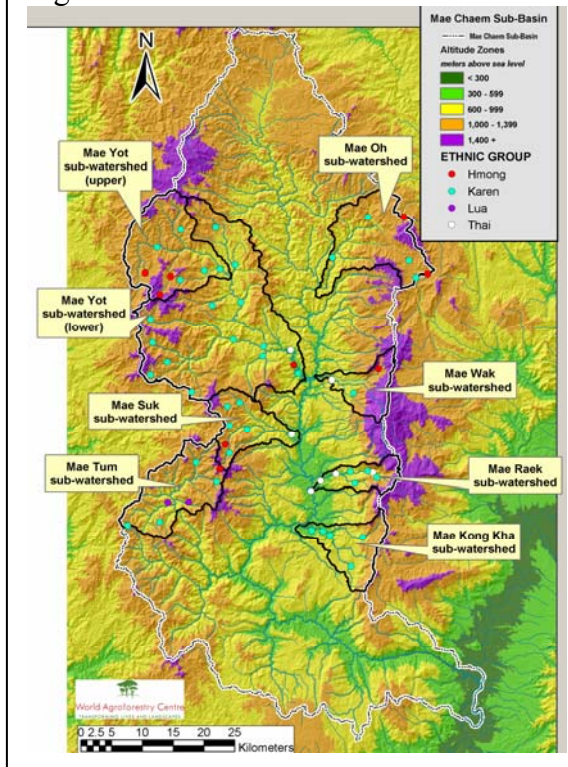 Mae Chaem Sub-Basin
Mae Chaem Sub-Basin
Altitude Zones
meters above sea level
< 300
300 - 599
600 - 999
1,000 - 1,399
1,400 +
ETHNIC GROUP
Hmong
Karen
Lua
Thai
N
Mae Yot
sub-watershed
(upper)
Mae Oh
sub-watershed
Mae Yot
sub-watershed
(lower)
Mae Wak
sub-watershed
Mae Suk
sub-watershed
Mae Tum
sub-watershed
Mae Raek
sub-watershed
Mae Kong Kha
sub-watershed
World Agroforestry Centre
TRANSFORMING LIVES AND LANDSCAPES
0 2.5 5 10 15 20 25
Kilometers